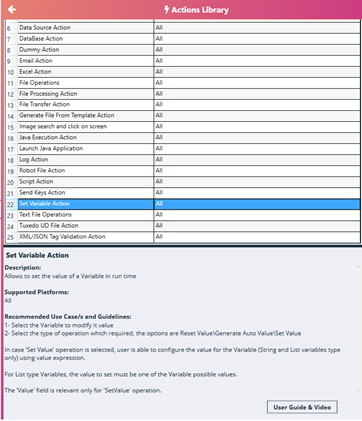 Actions Library
6 Data Source Action All
7 DataBase Action All
8 Dummy Action All
9 Email Action All
10 Excel Action All
11 File Operations All
12 File Processing Action All
13 File Transfer Action All
14 Generate File From Template Action All
15 Image search and click on screen All
16 Java Execution Action All
17 Launch Java Application All
18 Log Action All
19 Robot File Action All
20 Script Action All
21 Send Keys Action All
22 Set Variable Action All
23 Text File Operations All
24 Tuxedo UD File Action All
25 XML/JSON Tag Validation Action All
Set Variable Action
Description:
Allows to set the value of a Variable in run time
Supported Platforms:
All
Recommended Use Case/s and Guidelines:
1- Select the Variable to modify it value
2- Select the type of operation which required, the options are Reset Value\Generate Auto Value\Set Value
In case 'Set Value' operation is selected, user is able to configure the value for the Variable (String and List variables type
only) using value expression.
For List type Variables, the value to set must be one of the Variable possible values.
The 'Value' field is relevant only for 'SetValue' operation.
User Guide & Video